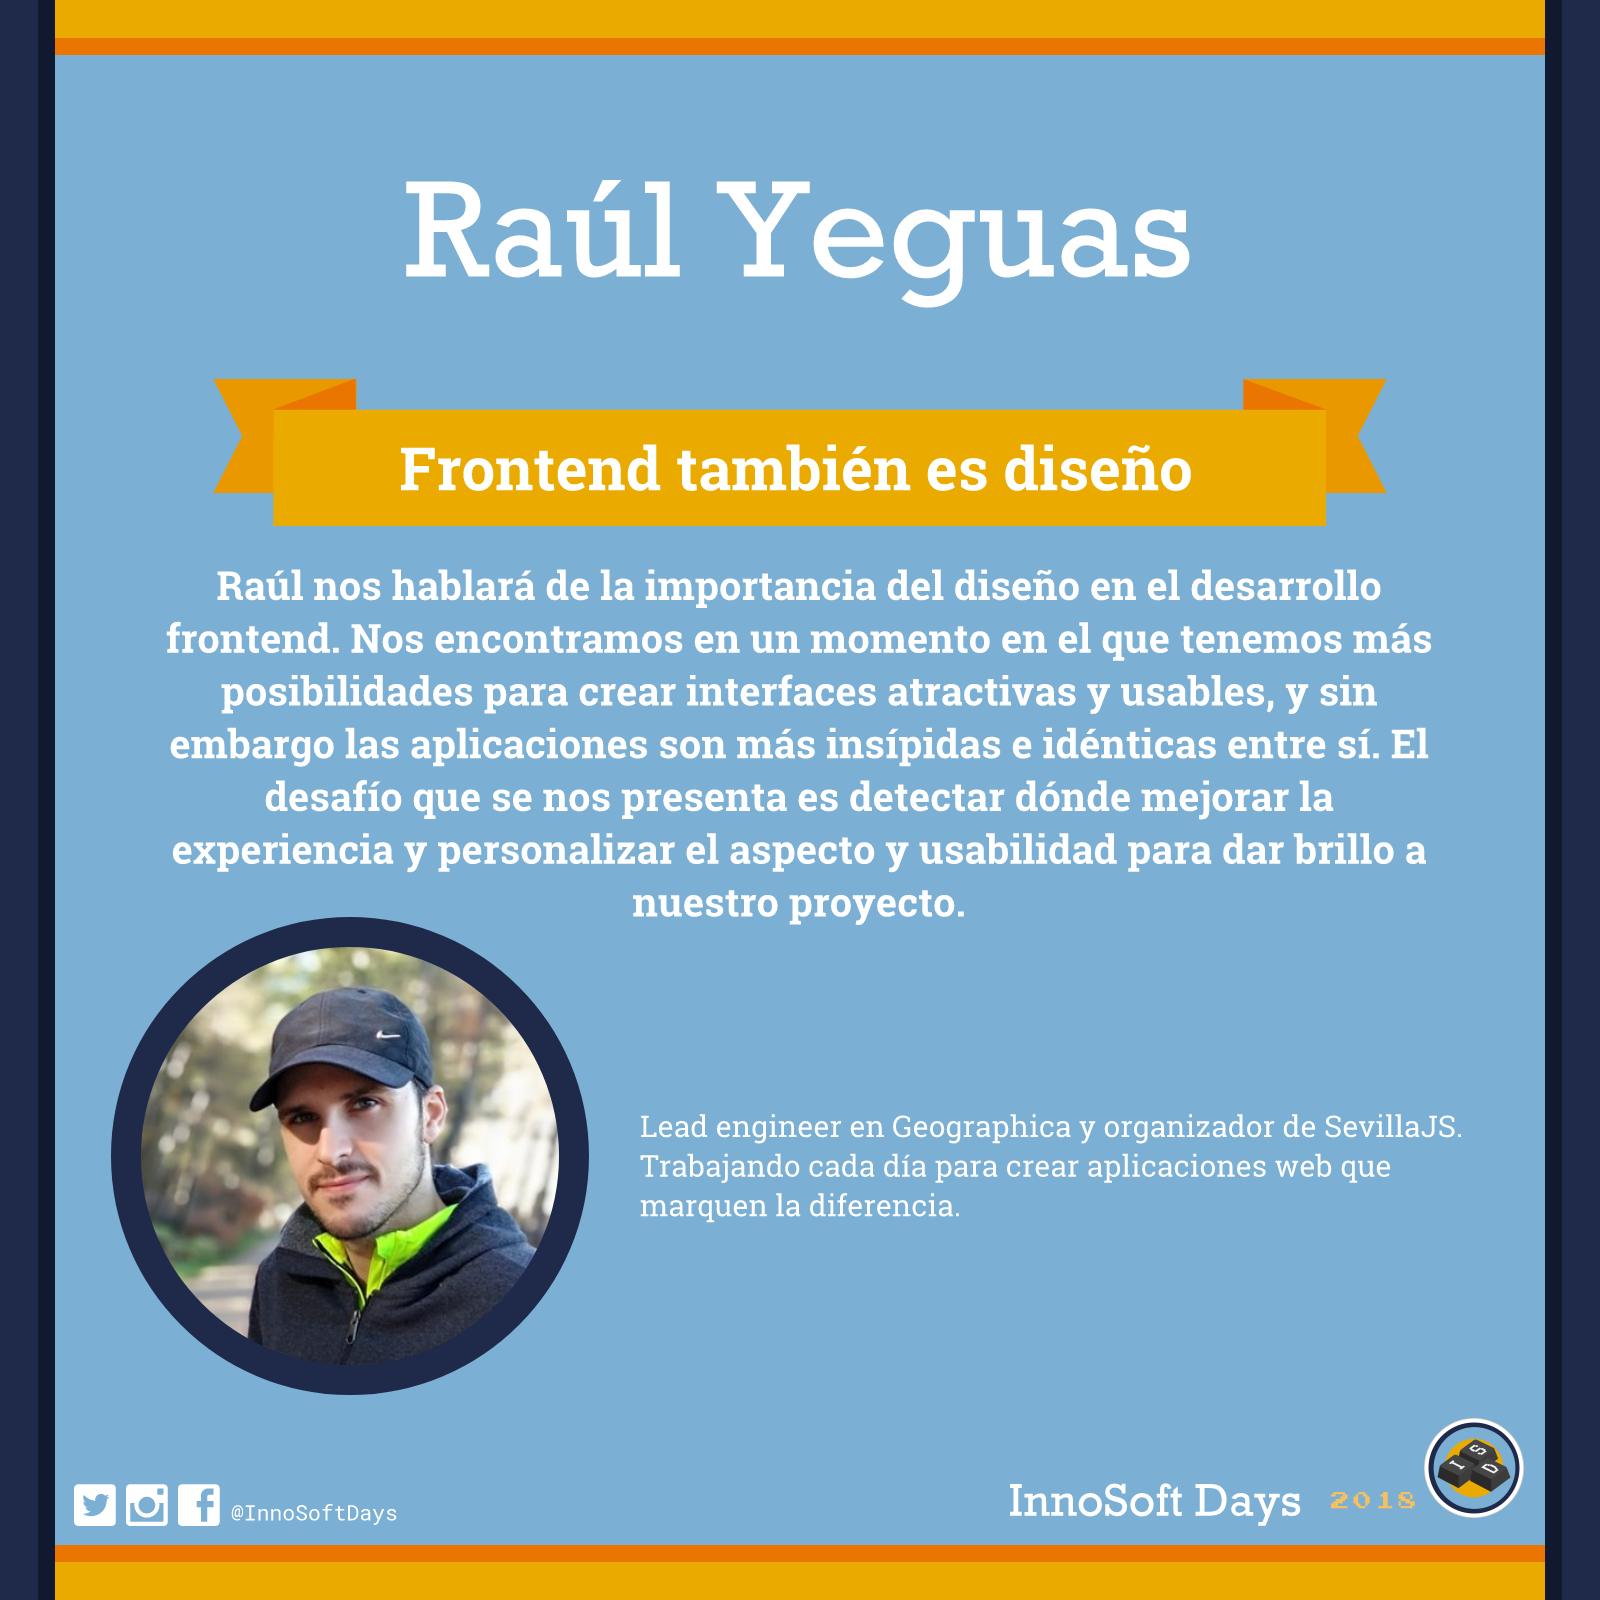 Raúl Yeguas
Frontend también es diseño
Raúl nos hablará de la importancia del diseño en el desarrollo
frontend. Nos encontramos en un momento en el que tenemos más
posibilidades para crear interfaces atractivas y usables, y sin
embargo las aplicaciones son más insípidas e idénticas entre sí. El
desafío que se nos presenta es detectar dónde mejorar la
experiencia y personalizar el aspecto y usabilidad para dar brillo a
nuestro proyecto.
Lead engineer en Geographica y organizador de SevillaJS.
Trabajando cada día para crear aplicaciones web que
marquen la diferencia.
@InnoSoftDays
InnoSoft Days 2018
I S D